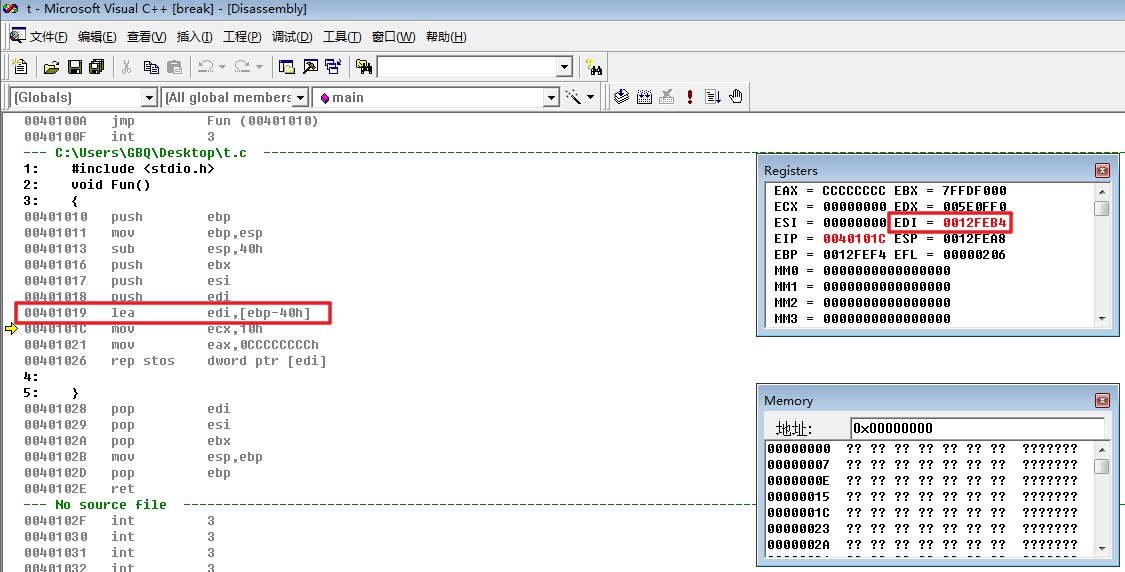 t - Microsoft Visual C++ [break] - [Disassembly]
文件(F) 编辑(E) 查看(V) 插入(I) 工程(P) 调试(D) 工具(T) 窗口(W) 帮助(H)
(Globals) (All global members main
0040100A jmp Fun (00401010)
0040100F int 3
--- C:\Users\GBQ\Desktop\t.c
1: #include <stdio.h>
2: void Fun()
3: {
00401010 push ebp
00401011 mov ebp,esp
00401013 sub esp,40h
00401016 push ebx
00401017 push esi
00401018 push edi
00401019 lea edi,[ebp-40h]
0040101C mov ecx,10h
00401021 mov eax,0CCCCCCCCh
00401026 rep stos dword ptr [edi]
4:
5: }
00401028 pop edi
00401029 pop esi
0040102A pop ebx
0040102B mov esp,ebp
0040102D pop ebp
0040102E ret
--- No source file
0040102F int 3
00401030 int 3
00401031 int 3
00401032 int 3
Registers
EAX = CCCCCCCC EBX = 7FFDF000
ECX = 00000000 EDX = 005E0FF0
ESI = 00000000 EDI = 0012FEB4
EIP = 0040101C ESP = 0012FEA8
EBP = 0012FEF4 EFL = 00000206
MM0 = 0000000000000000
MM1 = 0000000000000000
MM2 = 0000000000000000
MM3 = 0000000000000000
Memory
地址: 0x00000000
00000000 ?? ?? ?? ?? ?? ?? ?? ???????
00000007 ?? ?? ?? ?? ?? ?? ?? ???????
0000000E ?? ?? ?? ?? ?? ?? ?? ???????
00000015 ?? ?? ?? ?? ?? ?? ?? ???????
0000001C ?? ?? ?? ?? ?? ?? ?? ???????
00000023 ?? ?? ?? ?? ?? ?? ?? ???????
0000002A ?? ?? ?? ?? ?? ?? ?? ???????